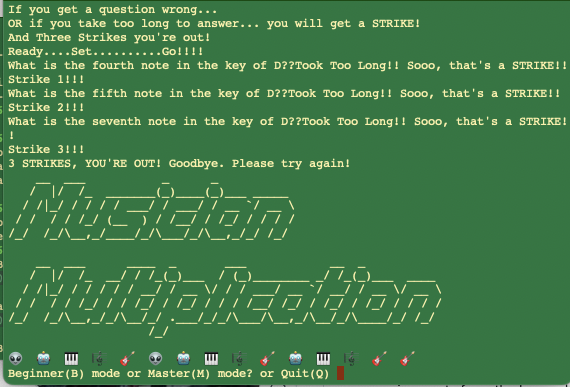 If you get a question wrong...
OR if you take too long to answer... you will get a STRIKE!
And Three Strikes you're out!
Ready....Set..........Go!!!!
What is the fourth note in the key of D??Took Too Long!! Sooo, that's a STRIKE!!
Strike 1!!!
What is the fifth note in the key of D??Took Too Long!! Sooo, that's a STRIKE!!
Strike 2!!!
What is the seventh note in the key of D??Took Too Long!! Sooo, that's a STRIKE!
!
Strike 3!!!
3 STRIKES, YOU'RE OUT! Goodbye. Please try again!
Musician
Multiplication
Beginner(B) mode or Master(M) mode? or Quit(Q)